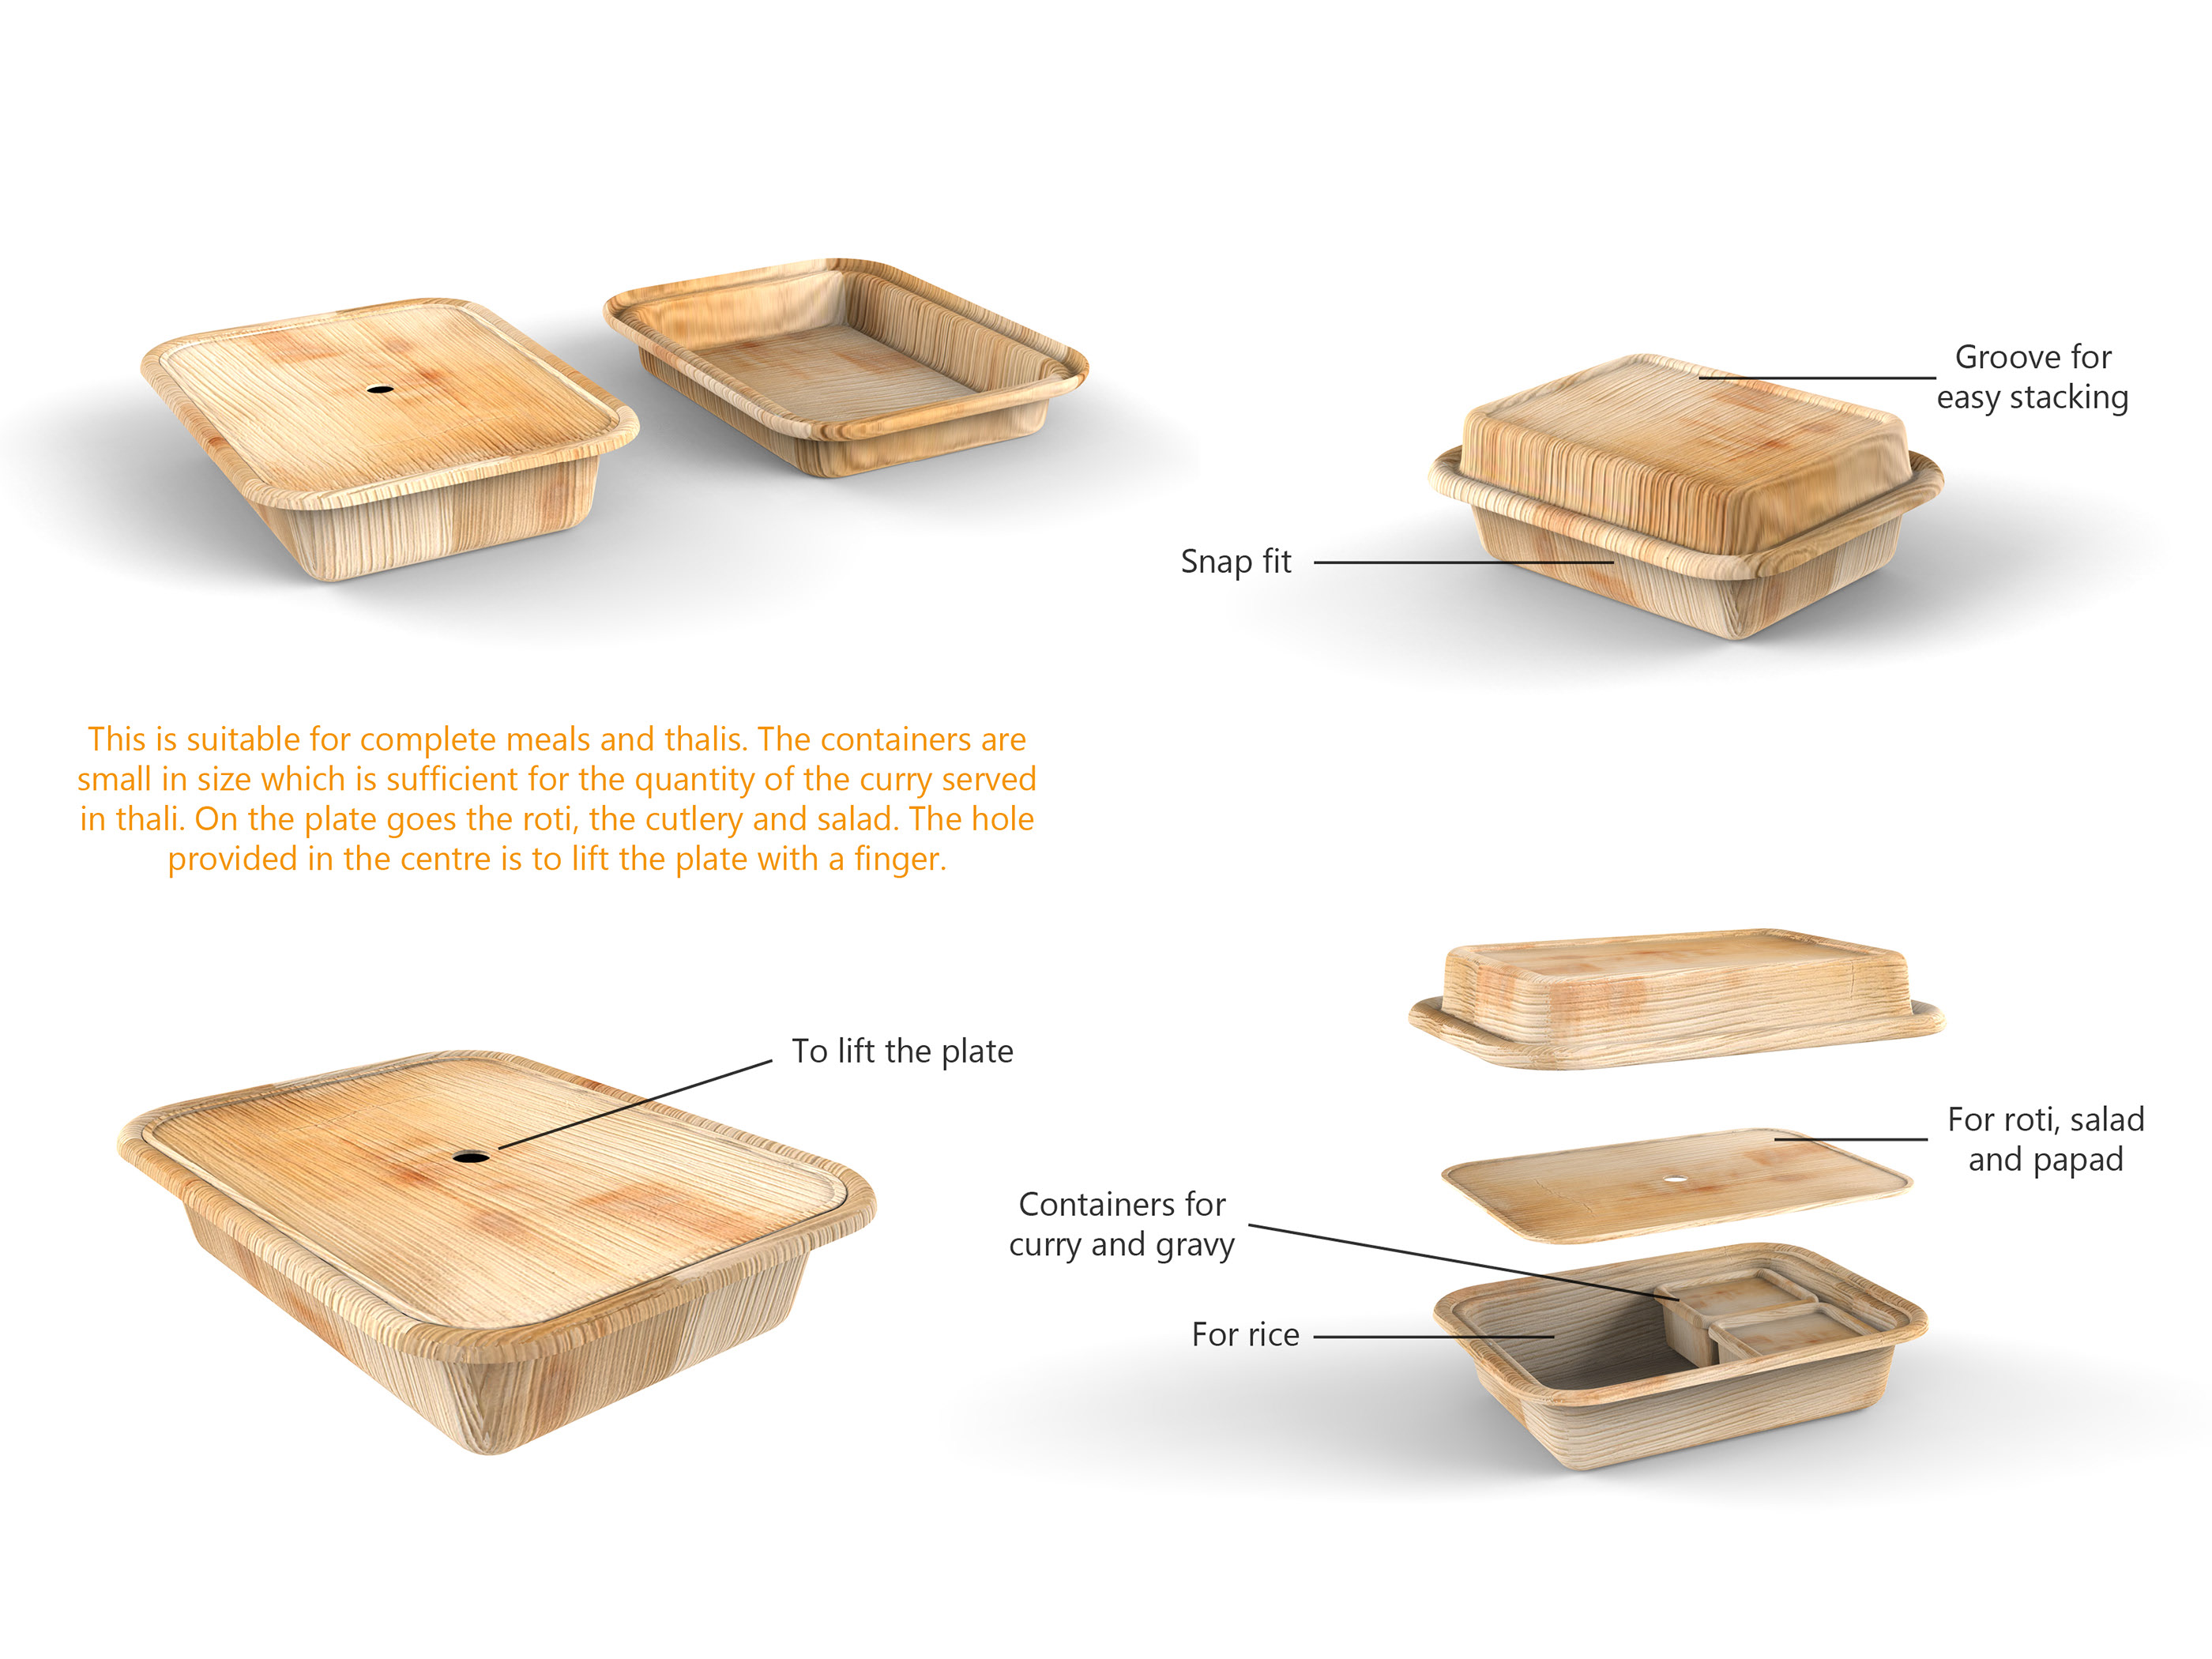 Groove for
easy stacking
Snap fit
This is suitable for complete meals and thalis. The containers are
small in size which is sufficient for the quantity of the curry served
in thali. On the plate goes the roti, the cutlery and salad. The hole
provided in the centre is to lift the plate with a finger.
To lift the plate
For roti, salad
and papad
Containers for
curry and gravy
For rice